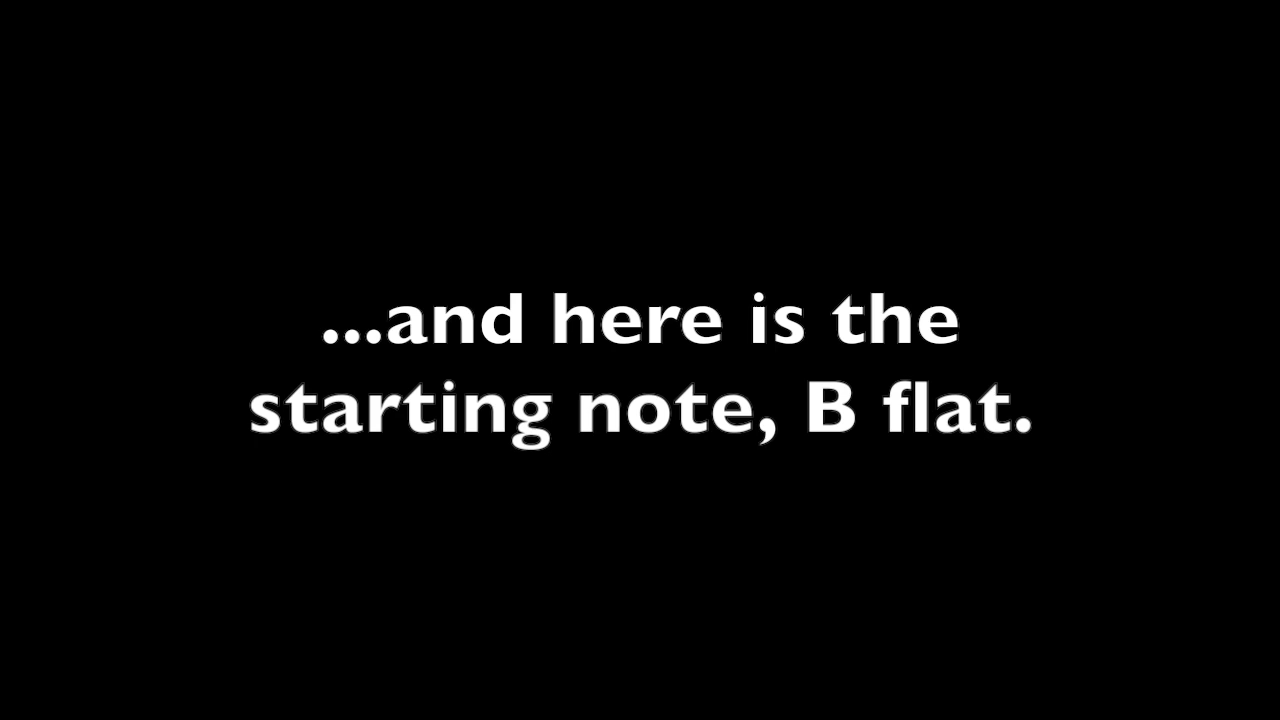 ...and here is the
starting note, B flat.